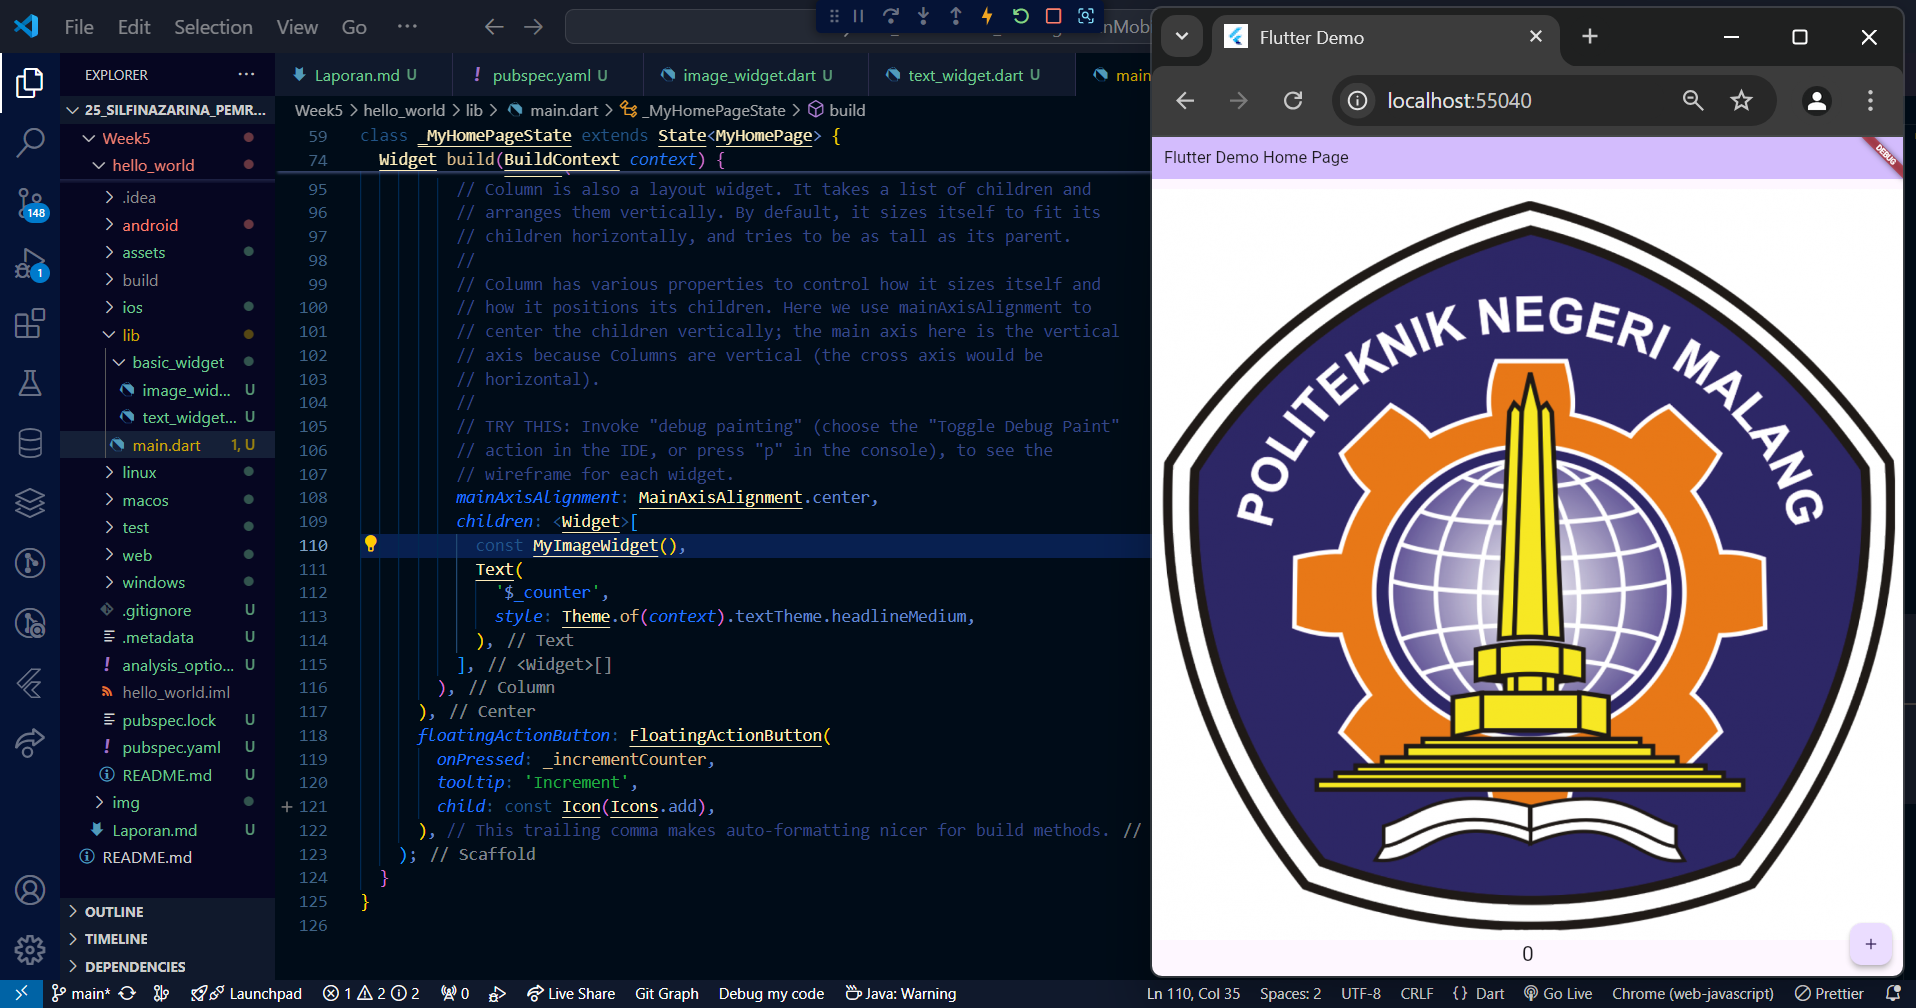 File Edit Selection View Go ···
EXPLORER ···
25_SILFINAZARINA_PEMR...
Week5
hello_world
.idea
android
assets
build
ios
lib
basic_widget
image_wid... U
text_widget... U
main.dart 1, U
linux
macos
test
web
windows
.gitignore U
.metadata U
analysis_optio... U
hello_world.iml
pubspec.lock U
pubspec.yaml U
README.md U
img
Laporan.md U
README.md
OUTLINE
TIMELINE
DEPENDENCIES
148
1
Laporan.md U
pubspec.yaml U
image_widget.dart U
text_widget.dart U
main
Week5 > hello_world > lib > main.dart > _MyHomePageState > build
59 class _MyHomePageState extends State<MyHomePage> {
74 Widget build(BuildContext context) {
95 // Column is also a layout widget. It takes a list of children and
96 // arranges them vertically. By default, it sizes itself to fit its
97 // children horizontally, and tries to be as tall as its parent.
98 //
99 // Column has various properties to control how it sizes itself and
100 // how it positions its children. Here we use mainAxisAlignment to
101 // center the children vertically; the main axis here is the vertical
102 // axis because Columns are vertical (the cross axis would be
103 // horizontal).
104 //
105 // TRY THIS: Invoke "debug painting" (choose the "Toggle Debug Paint"
106 // action in the IDE, or press "p" in the console), to see the
107 // wireframe for each widget.
108 mainAxisAlignment: MainAxisAlignment.center,
109 children: <Widget>[
110 const MyImageWidget(),
111 Text(
112 '$_counter',
113 style: Theme.of(context).textTheme.headlineMedium,
114 ), // Text
115 ], // <Widget>[]
116 ), // Column
117 ), // Center
118 floatingActionButton: FloatingActionButton(
119 onPressed: _incrementCounter,
120 tooltip: 'Increment',
121 child: const Icon(Icons.add),
122 ), // This trailing comma makes auto-formatting nicer for build methods. //
123 ); // Scaffold
124 }
125 }
126
Flutter Demo
localhost:55040
Flutter Demo Home Page
DEBUG
POLITEKNIK NEGERI MALANG
0
+
main* Launchpad 1 2 2 0 Live Share Git Graph Debug my code Java: Warning
Ln 110, Col 35 Spaces: 2 UTF-8 CRLF {} Dart Go Live Chrome (web-javascript) Prettier